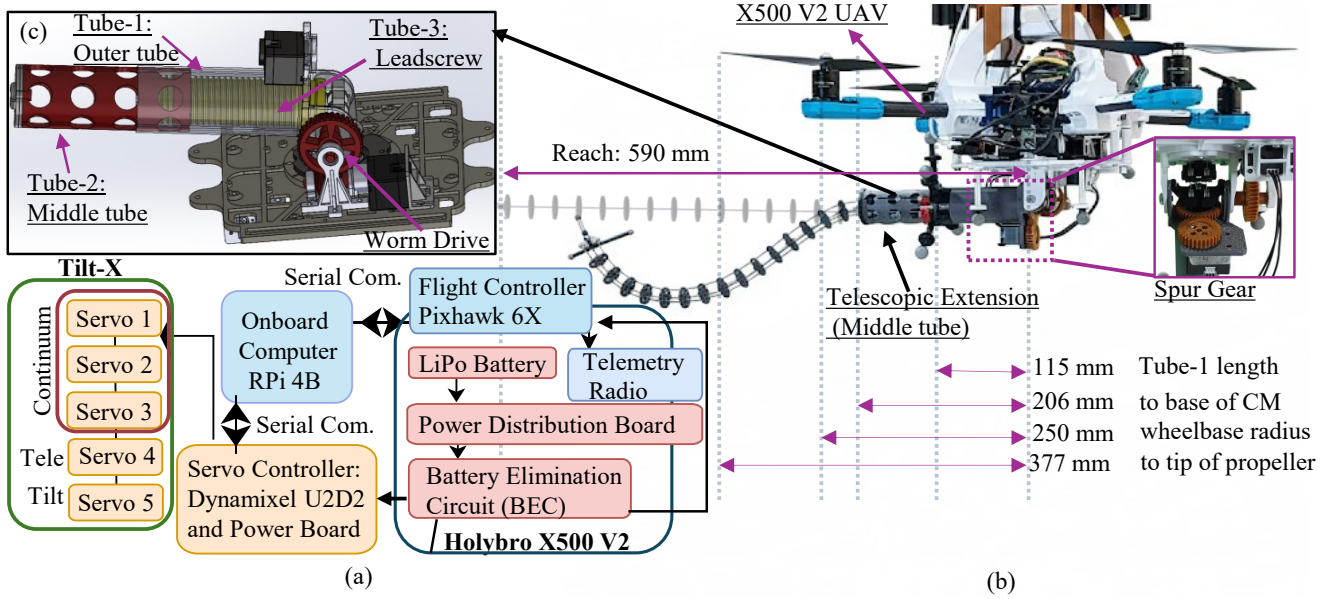 (c)
Tube-1:
Outer tube
Tube-3:
Leadscrew
Tube-2:
Middle tube
Worm Drive
X500 V2 UAV
Reach: 590 mm
Spur Gear
Telescopic Extension
(Middle tube)
115 mm Tube-1 length
206 mm to base of CM
250 mm wheelbase radius
377 mm to tip of propeller
(b)
Tilt-X
Continuum
Servo 1
Servo 2
Servo 3
Tele Servo 4
Tilt Servo 5
Onboard
Computer
RPi 4B
Serial Com.
Serial Com.
Servo Controller:
Dynamixel U2D2
and Power Board
Flight Controller
Pixhawk 6X
LiPo Battery
Telemetry
Radio
Power Distribution Board
Battery Elimination
Circuit (BEC)
Holybro X500 V2
(a)